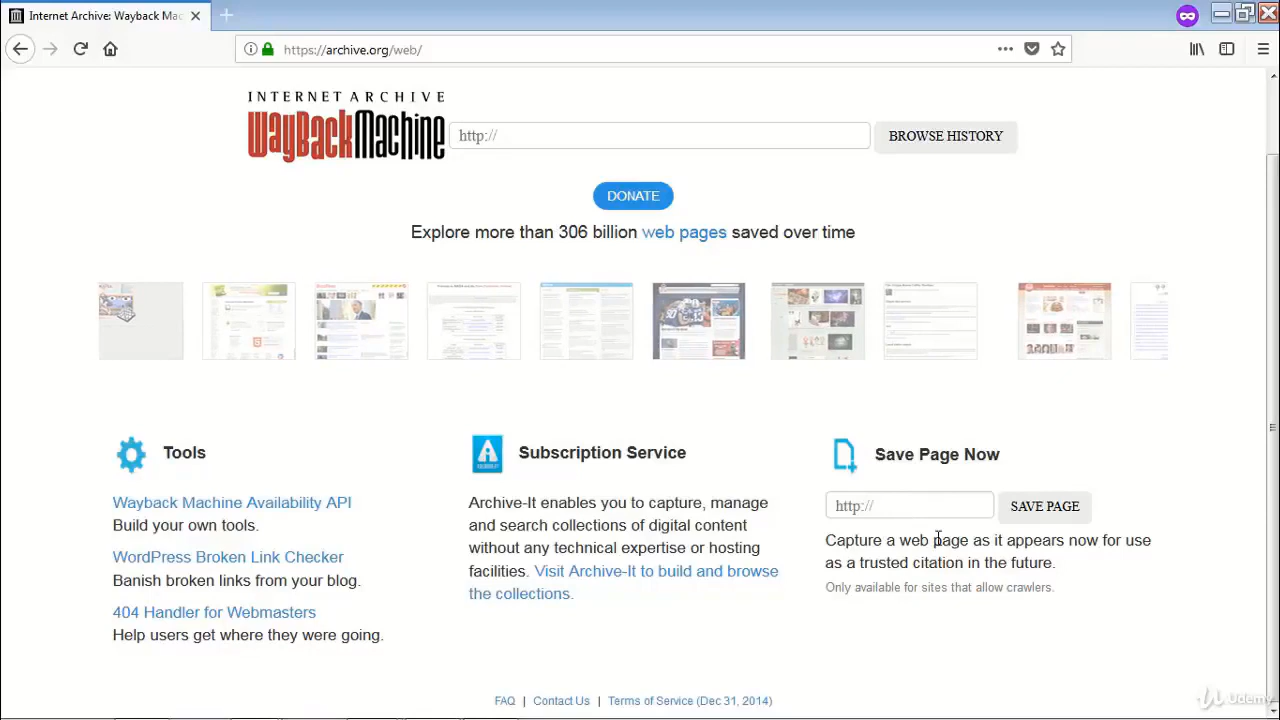 Internet Archive: Wayback Mac
https://archive.org/web/
INTERNET ARCHIVE
WayBackMachine
http://
BROWSE HISTORY
DONATE
Explore more than 306 billion web pages saved over time
Tools
Wayback Machine Availability API
Build your own tools.
WordPress Broken Link Checker
Banish broken links from your blog.
404 Handler for Webmasters
Help users get where they were going.
Subscription Service
Archive-It enables you to capture, manage
and search collections of digital content
without any technical expertise or hosting
facilities. Visit Archive-It to build and browse
the collections.
Save Page Now
http://
SAVE PAGE
Capture a web page as it appears now for use
as a trusted citation in the future.
Only available for sites that allow crawlers.
FAQ | Contact Us | Terms of Service (Dec 31, 2014)
Udemy